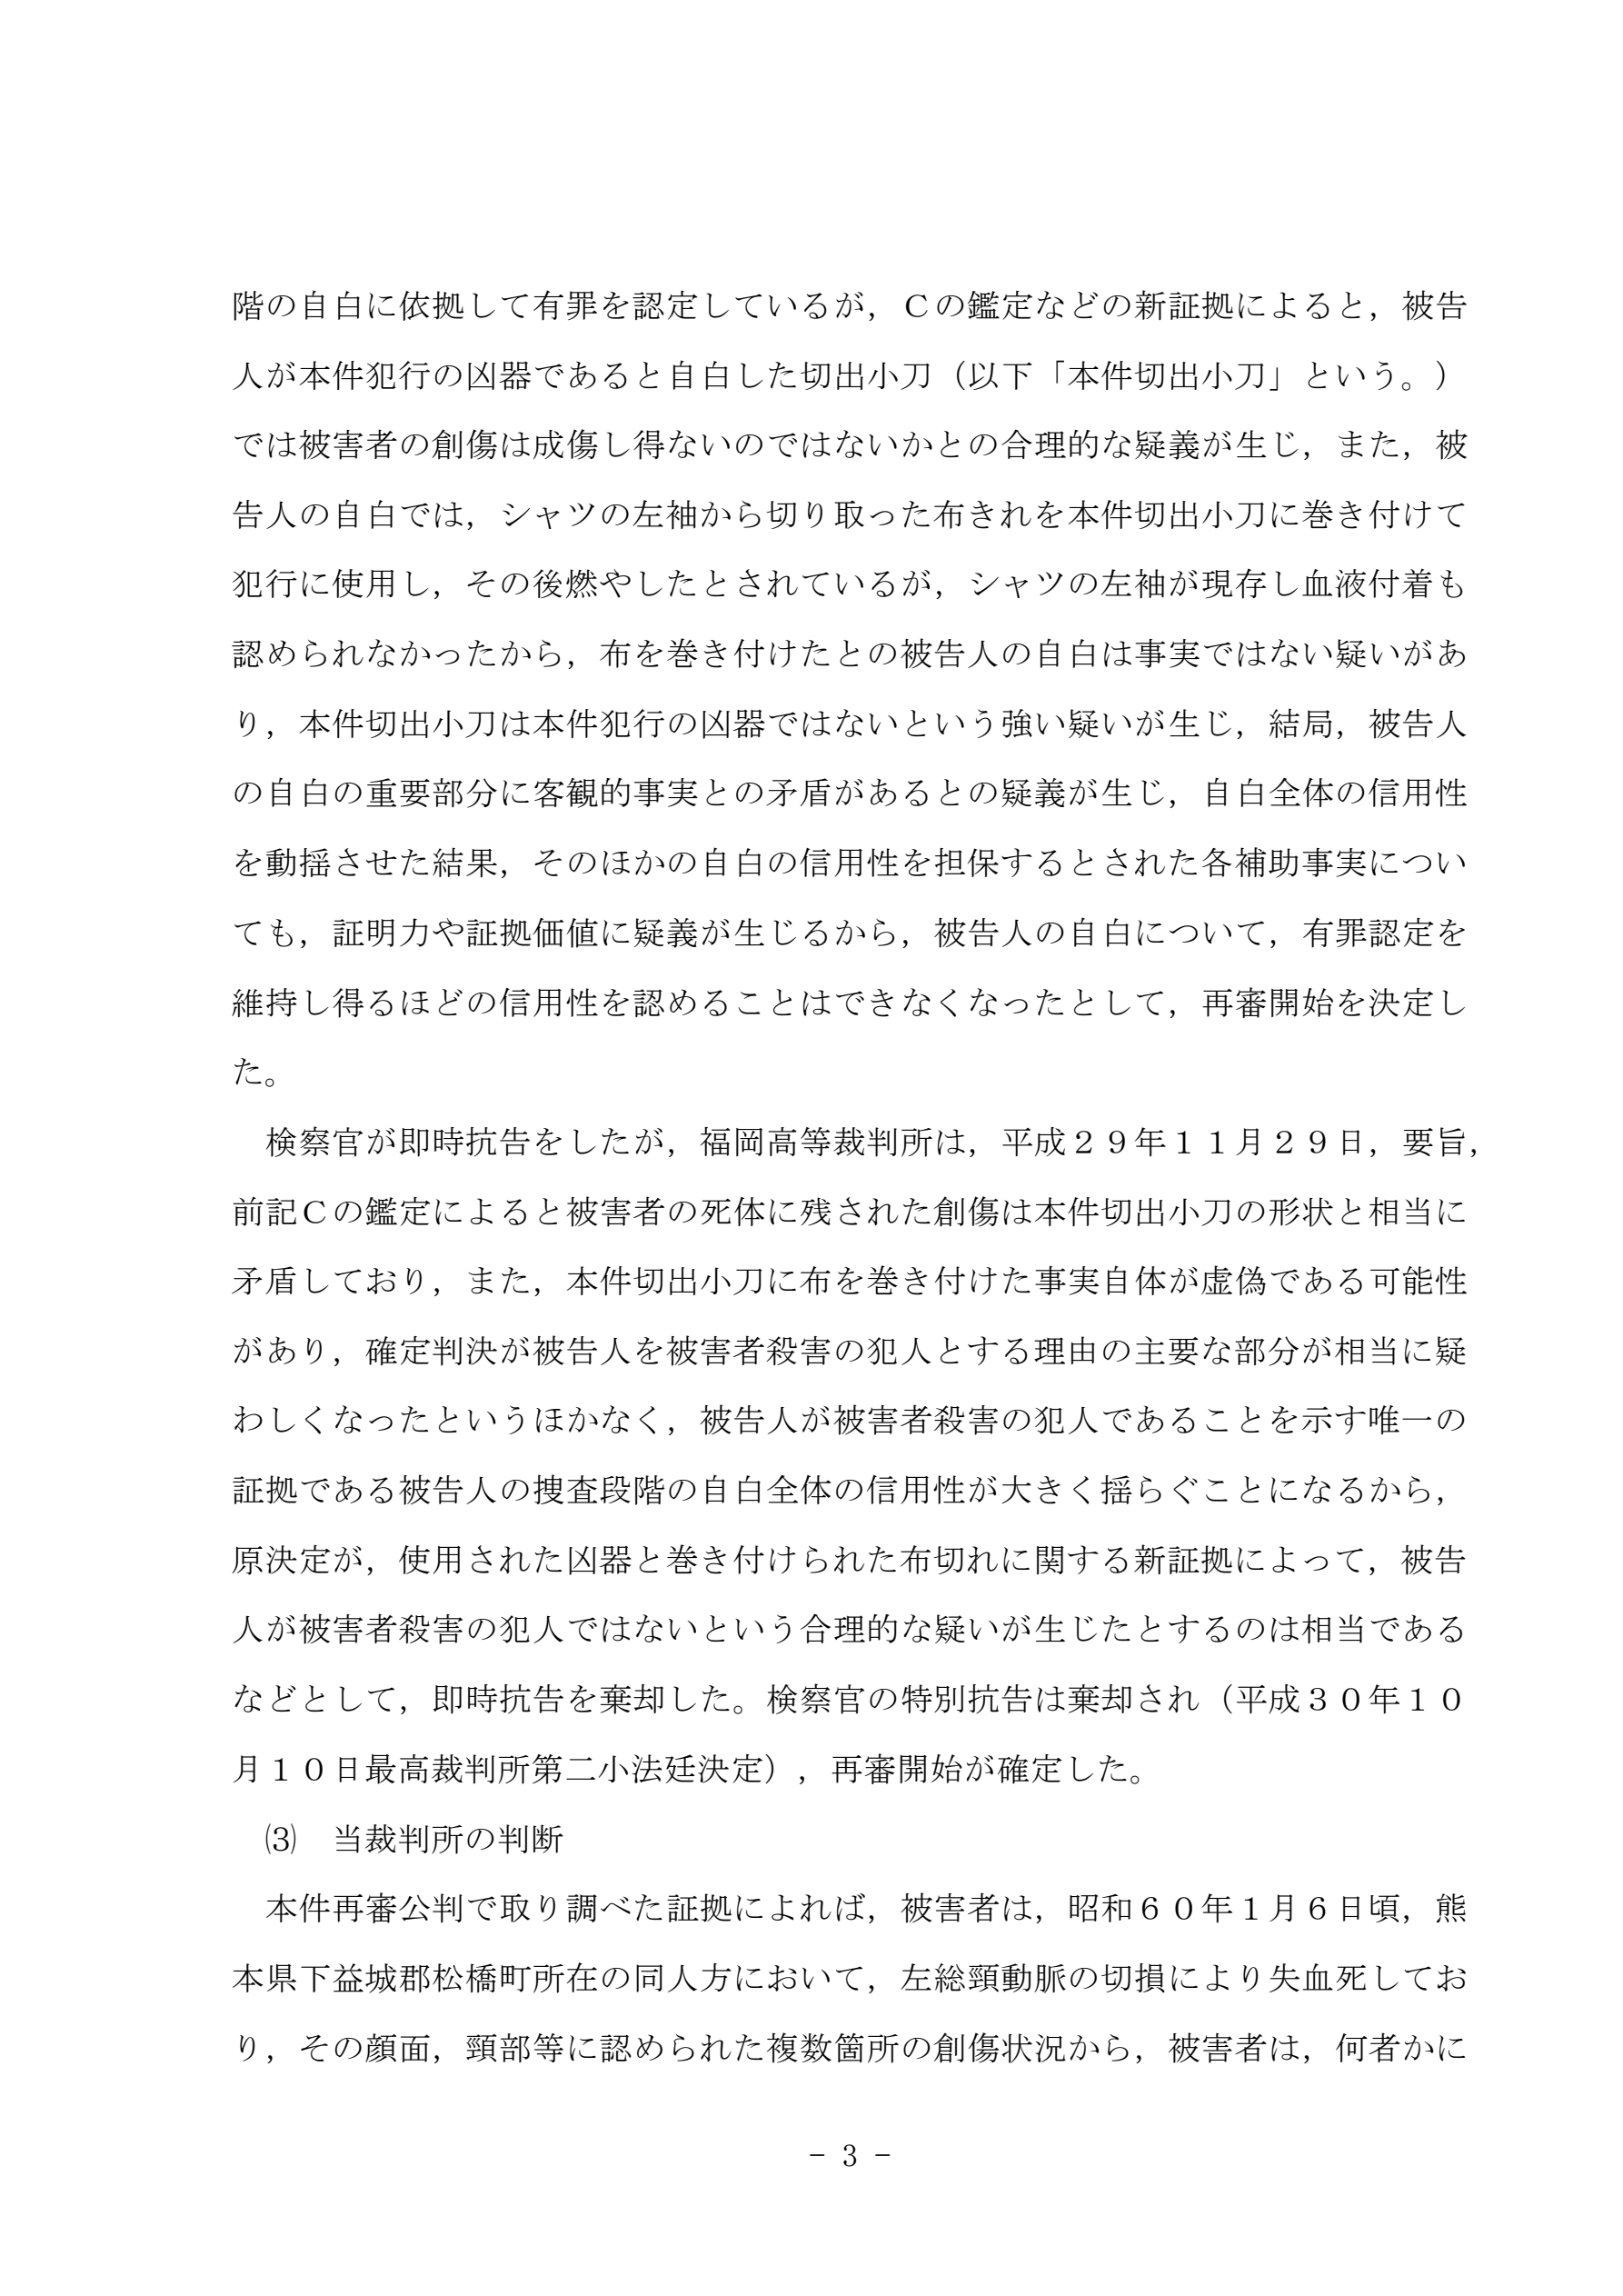 階の自白に依拠して有罪を認定しているが，Ｃの鑑定などの新証拠によると，被告
人が本件犯行の凶器であると自白した切出小刀（以下「本件切出小刀」という。）
では被害者の創傷は成傷し得ないのではないかとの合理的な疑義が生じ，また，被
告人の自白では，シャツの左袖から切り取った布きれを本件切出小刀に巻き付けて
犯行に使用し，その後燃やしたとされているが，シャツの左袖が現存し血液付着も
認められなかったから，布を巻き付けたとの被告人の自白は事実ではない疑いがあ
り，本件切出小刀は本件犯行の凶器ではないという強い疑いが生じ，結局，被告人
の自白の重要部分に客観的事実との矛盾があるとの疑義が生じ，自白全体の信用性
を動揺させた結果，そのほかの自白の信用性を担保するとされた各補助事実につい
ても，証明力や証拠価値に疑義が生じるから，被告人の自白について，有罪認定を
維持し得るほどの信用性を認めることはできなくなったとして，再審開始を決定し
た。
　検察官が即時抗告をしたが，福岡高等裁判所は，平成２９年１１月２９日，要旨，
前記Ｃの鑑定によると被害者の死体に残された創傷は本件切出小刀の形状と相当に
矛盾しており，また，本件切出小刀に布を巻き付けた事実自体が虚偽である可能性
があり，確定判決が被告人を被害者殺害の犯人とする理由の主要な部分が相当に疑
わしくなったというほかなく，被告人が被害者殺害の犯人であることを示す唯一の
証拠である被告人の捜査段階の自白全体の信用性が大きく揺らぐことになるから，
原決定が，使用された凶器と巻き付けられた布切れに関する新証拠によって，被告
人が被害者殺害の犯人ではないという合理的な疑いが生じたとするのは相当である
などとして，即時抗告を棄却した。検察官の特別抗告は棄却され（平成３０年１０
月１０日最高裁判所第二小法廷決定），再審開始が確定した。
　⑶　当裁判所の判断
　本件再審公判で取り調べた証拠によれば，被害者は，昭和６０年１月６日頃，熊
本県下益城郡松橋町所在の同人方において，左総頸動脈の切損により失血死してお
り，その顔面，頸部等に認められた複数箇所の創傷状況から，被害者は，何者かに
- 3 -